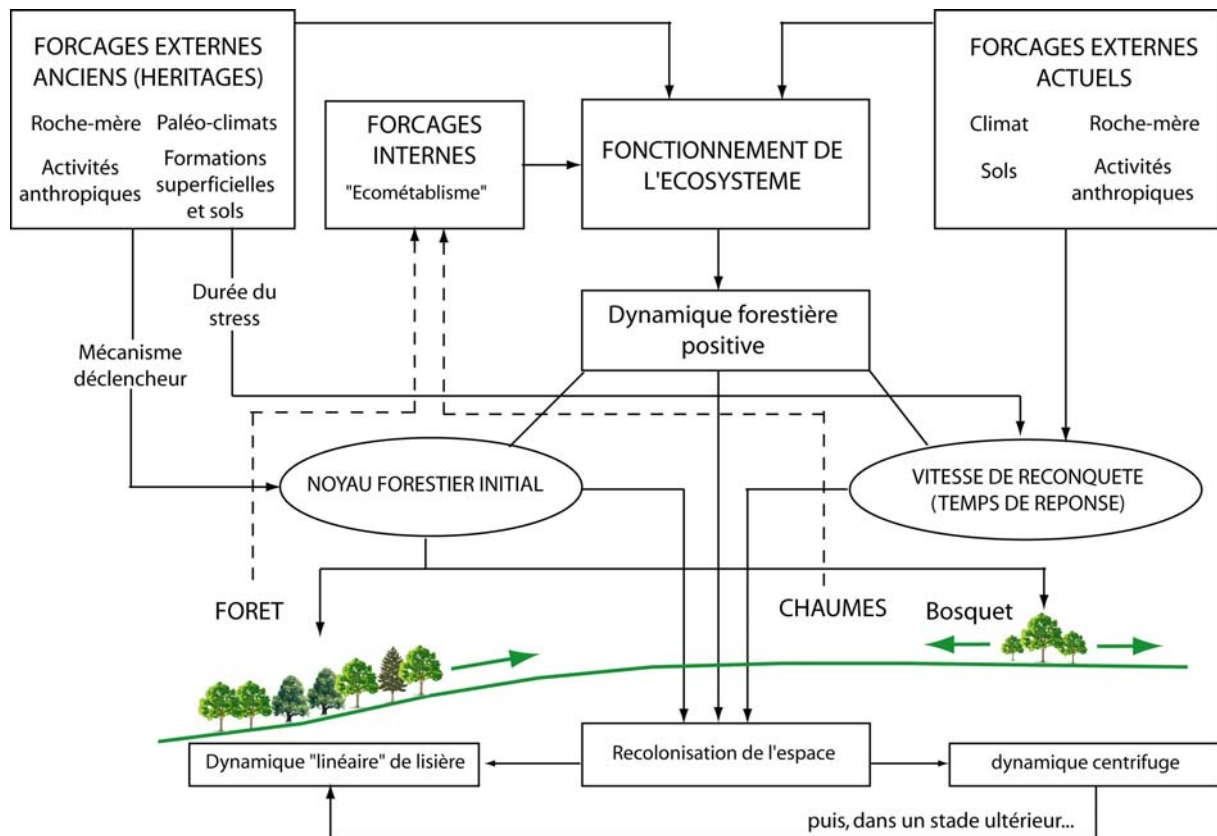 FORCAGES EXTERNES
ANCIENS (HERITAGES)
Roche-mère
Paléo-climats
Activités
anthropiques
Formations
superficielles
et sols
FORCAGES
INTERNES
"Ecométablisme"
FONCTIONNEMENT DE
L'ECOSYSTEME
FORCAGES EXTERNES
ACTUELS
Climat
Roche-mère
Sols
Activités
anthropiques
Durée du
stress
Mécanisme
déclencheur
Dynamique forestière
positive
NOYAU FORESTIER INITIAL
VITESSE DE RECONQUETE
(TEMPS DE REPONSE)
FORET
CHAUMES
Bosquet
Dynamique "linéaire" de lisière
Recolonisation de l'espace
dynamique centrifuge
puis, dans un stade ultérieur...